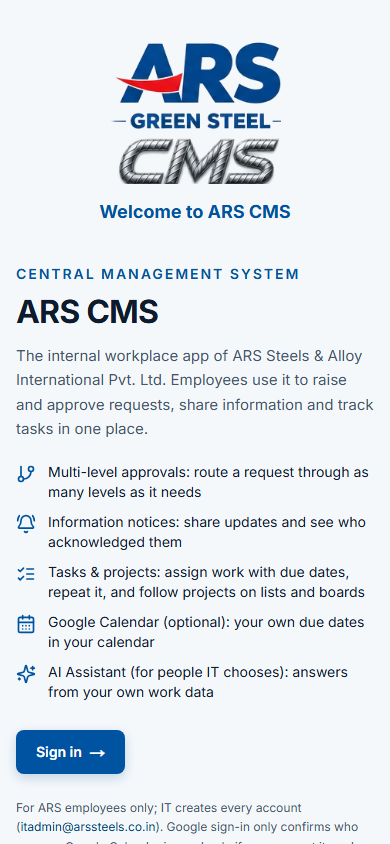 ARS
GREEN STEEL
CMS
Welcome to ARS CMS
CENTRAL MANAGEMENT SYSTEM
ARS CMS
The internal workplace app of ARS Steels & Alloy
International Pvt. Ltd. Employees use it to raise
and approve requests, share information and track
tasks in one place.
Multi-level approvals: route a request through as
many levels as it needs
Information notices: share updates and see who
acknowledged them
Tasks & projects: assign work with due dates,
repeat it, and follow projects on lists and boards
Google Calendar (optional): your own due dates
in your calendar
AI Assistant (for people IT chooses): answers
from your own work data
Sign in →
For ARS employees only; IT creates every account
(itadmin@arssteels.co.in). Google sign-in only confirms who